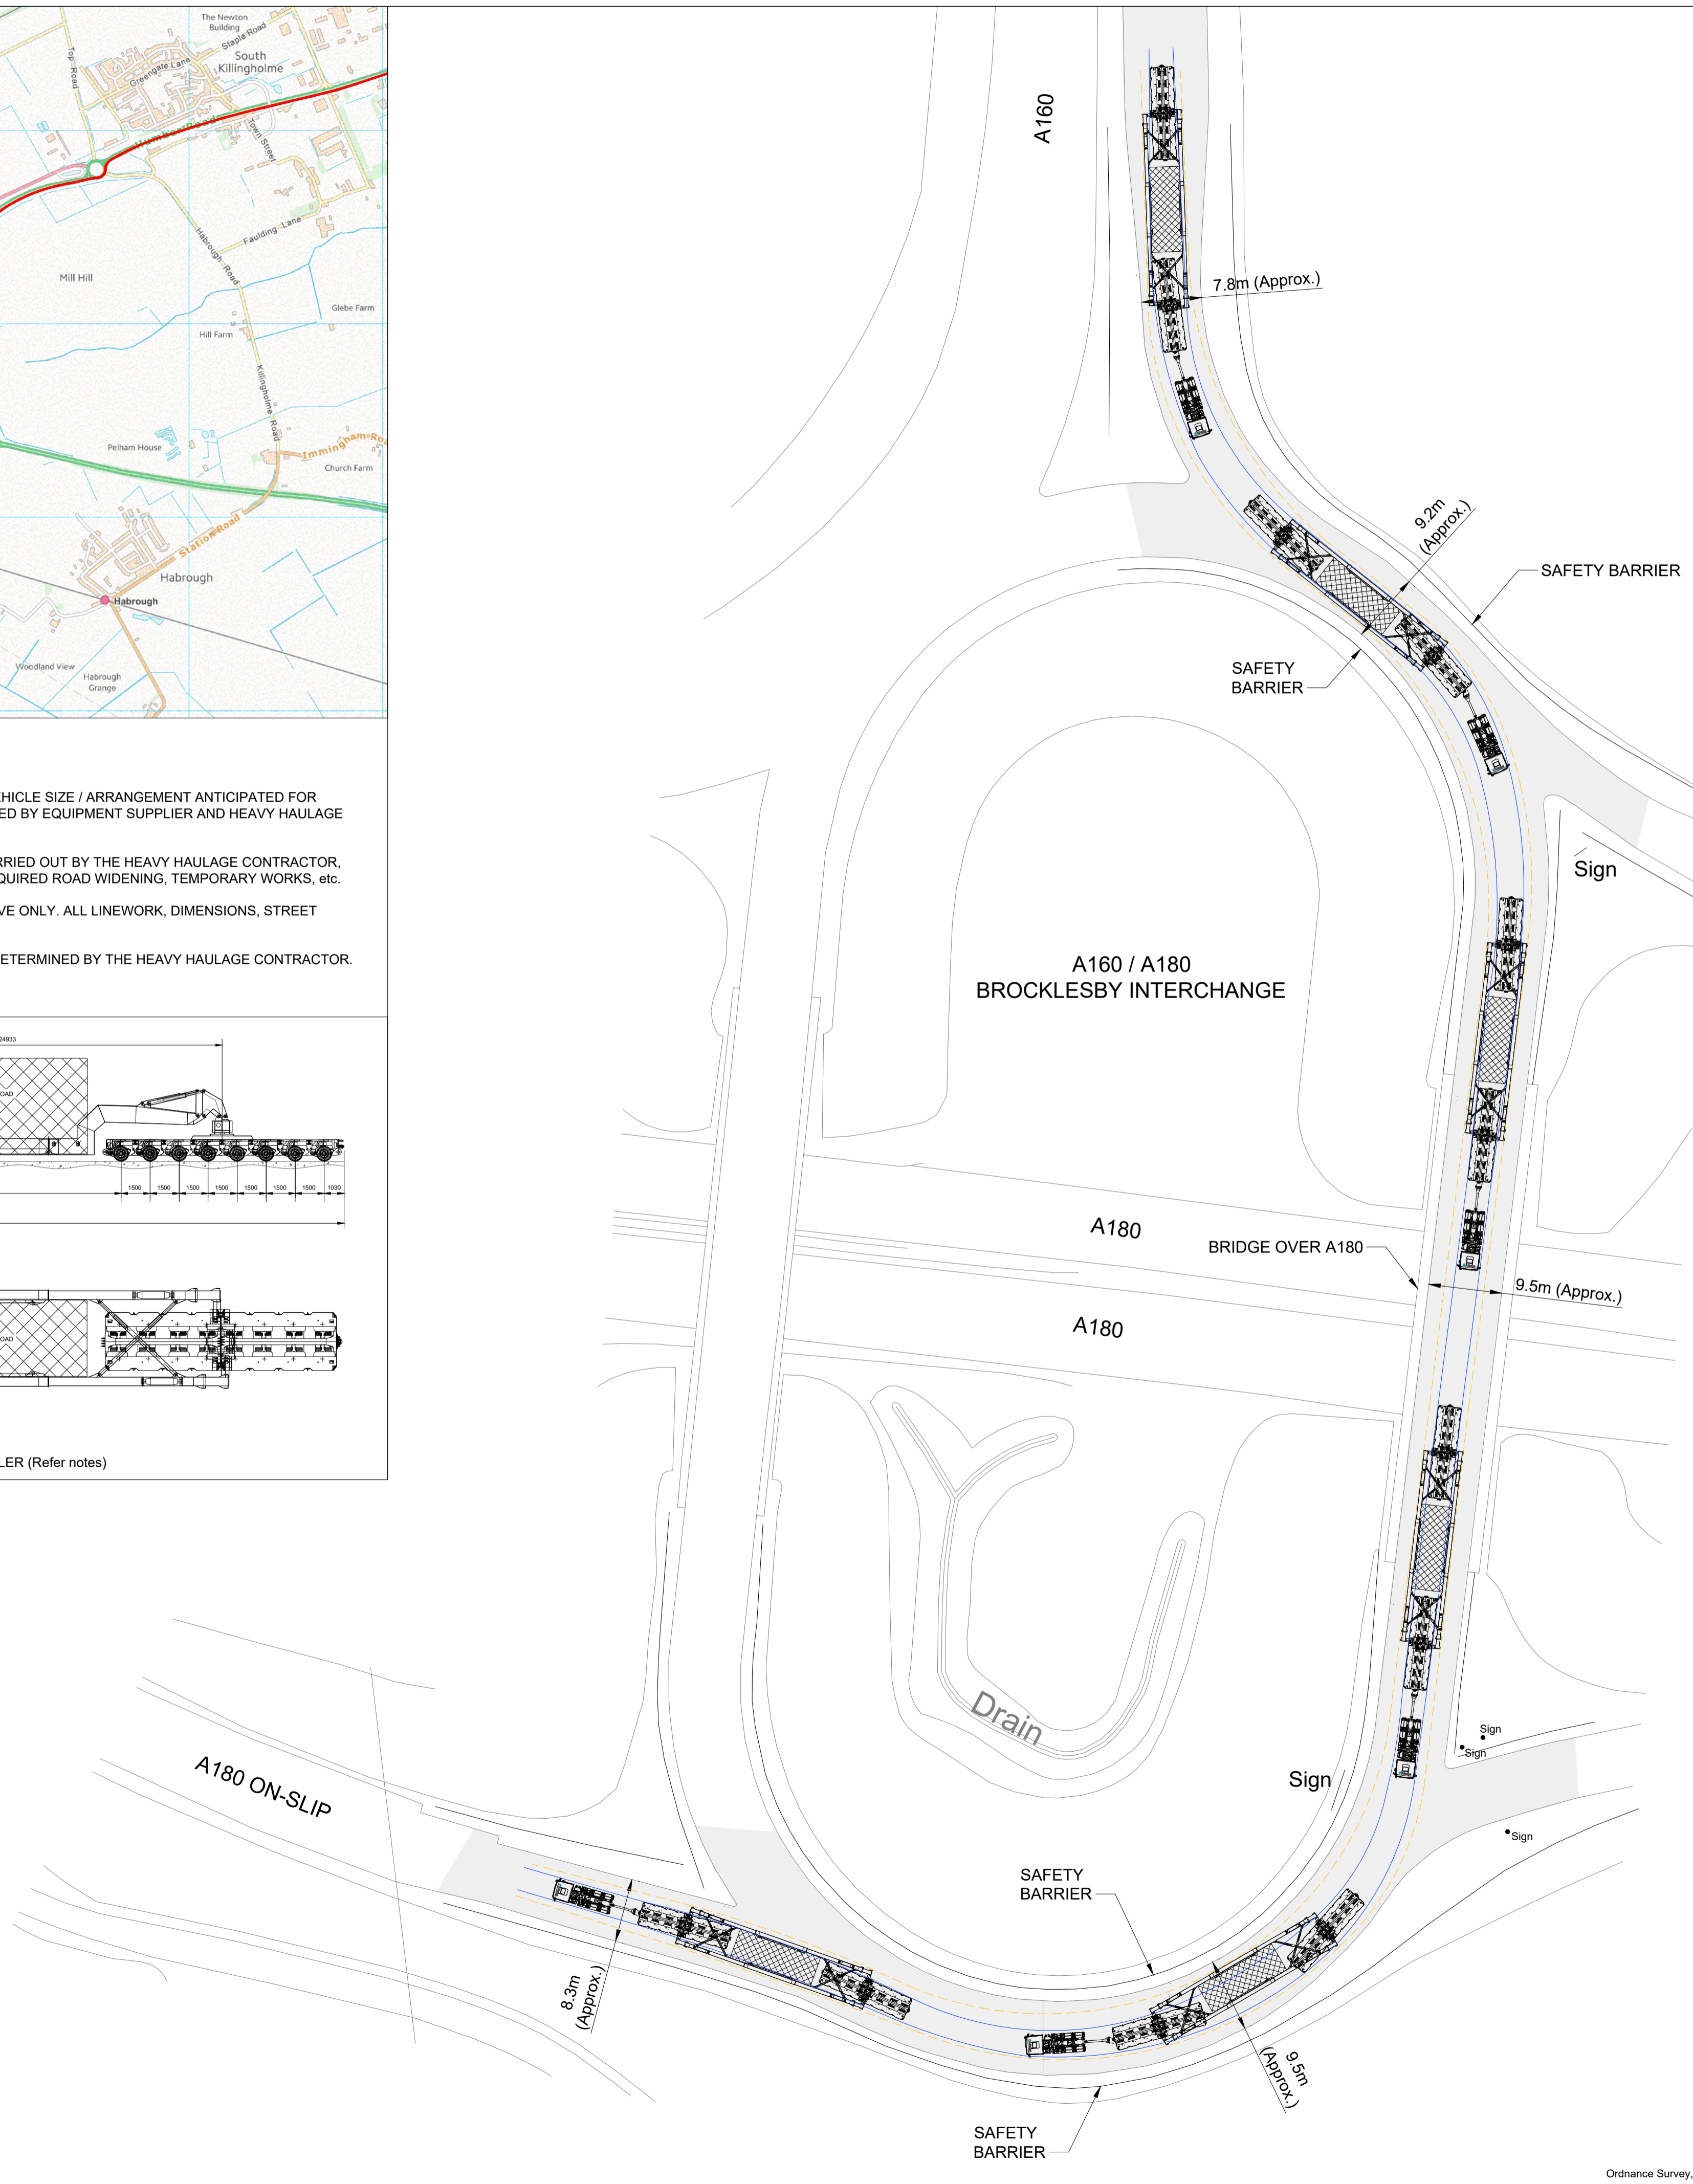 The Newton
Building
Staple Road
South
Killingholme
Greengate Lane
Top Road
Humber Road
Town Street
Habrough Road
Faulding Lane
Mill Hill
Glebe Farm
Hill Farm
Killingholme Road
Pelham House
Immingham Ro
Church Farm
Station Road
Habrough
Habrough
Woodland View
Habrough
Grange
EHICLE SIZE / ARRANGEMENT ANTICIPATED FOR
ED BY EQUIPMENT SUPPLIER AND HEAVY HAULAGE
RRIED OUT BY THE HEAVY HAULAGE CONTRACTOR,
QUIRED ROAD WIDENING, TEMPORARY WORKS, etc.
VE ONLY. ALL LINEWORK, DIMENSIONS, STREET
ETERMINED BY THE HEAVY HAULAGE CONTRACTOR.
24933
OAD
1500 1500 1500 1500 1500 1500 1500 1030
OAD
LER (Refer notes)
A160
7.8m (Approx.)
9.2m
(Approx.)
SAFETY BARRIER
SAFETY
BARRIER
Sign
A160 / A180
BROCKLESBY INTERCHANGE
A180
BRIDGE OVER A180
9.5m (Approx.)
A180
Drain
Sign
Sign
Sign
Sign
A180 ON-SLIP
SAFETY
BARRIER
8.3m
(Approx.)
9.5m
(Approx.)
SAFETY
BARRIER
Ordnance Survey,